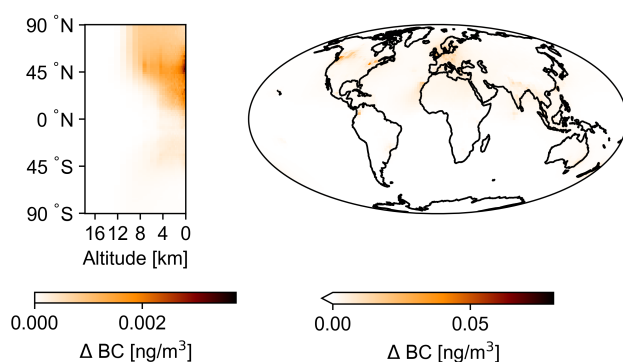 90 °N
45 °N
0 °N
45 °S
90 °S
16 12 8 4 0
Altitude [km]
0.000 0.002
Δ BC [ng/m³]
0.00 0.05
Δ BC [ng/m³]